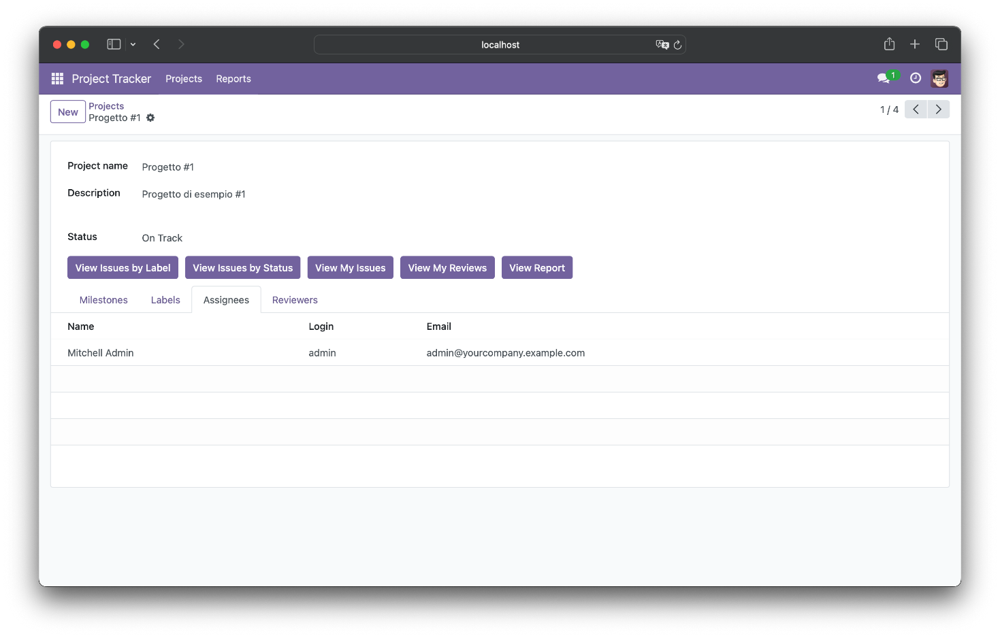 localhost
Project Tracker Projects Reports 1
New Projects
Progetto #1
1 / 4
Project name Progetto #1
Description Progetto di esempio #1
Status On Track
View Issues by Label View Issues by Status View My Issues View My Reviews View Report
Milestones Labels Assignees Reviewers
Name Login Email
Mitchell Admin admin admin@yourcompany.example.com